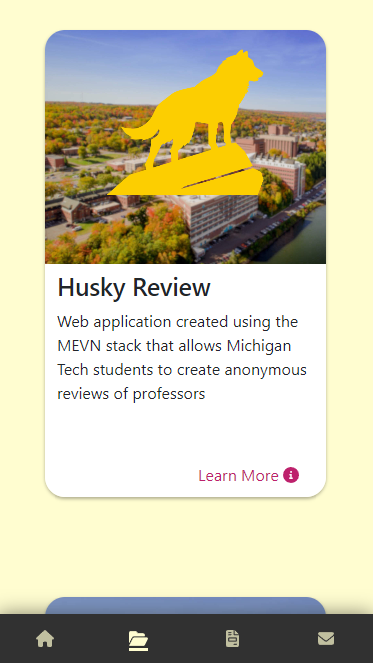 Husky Review
Web application created using the
MEVN stack that allows Michigan
Tech students to create anonymous
reviews of professors
Learn More